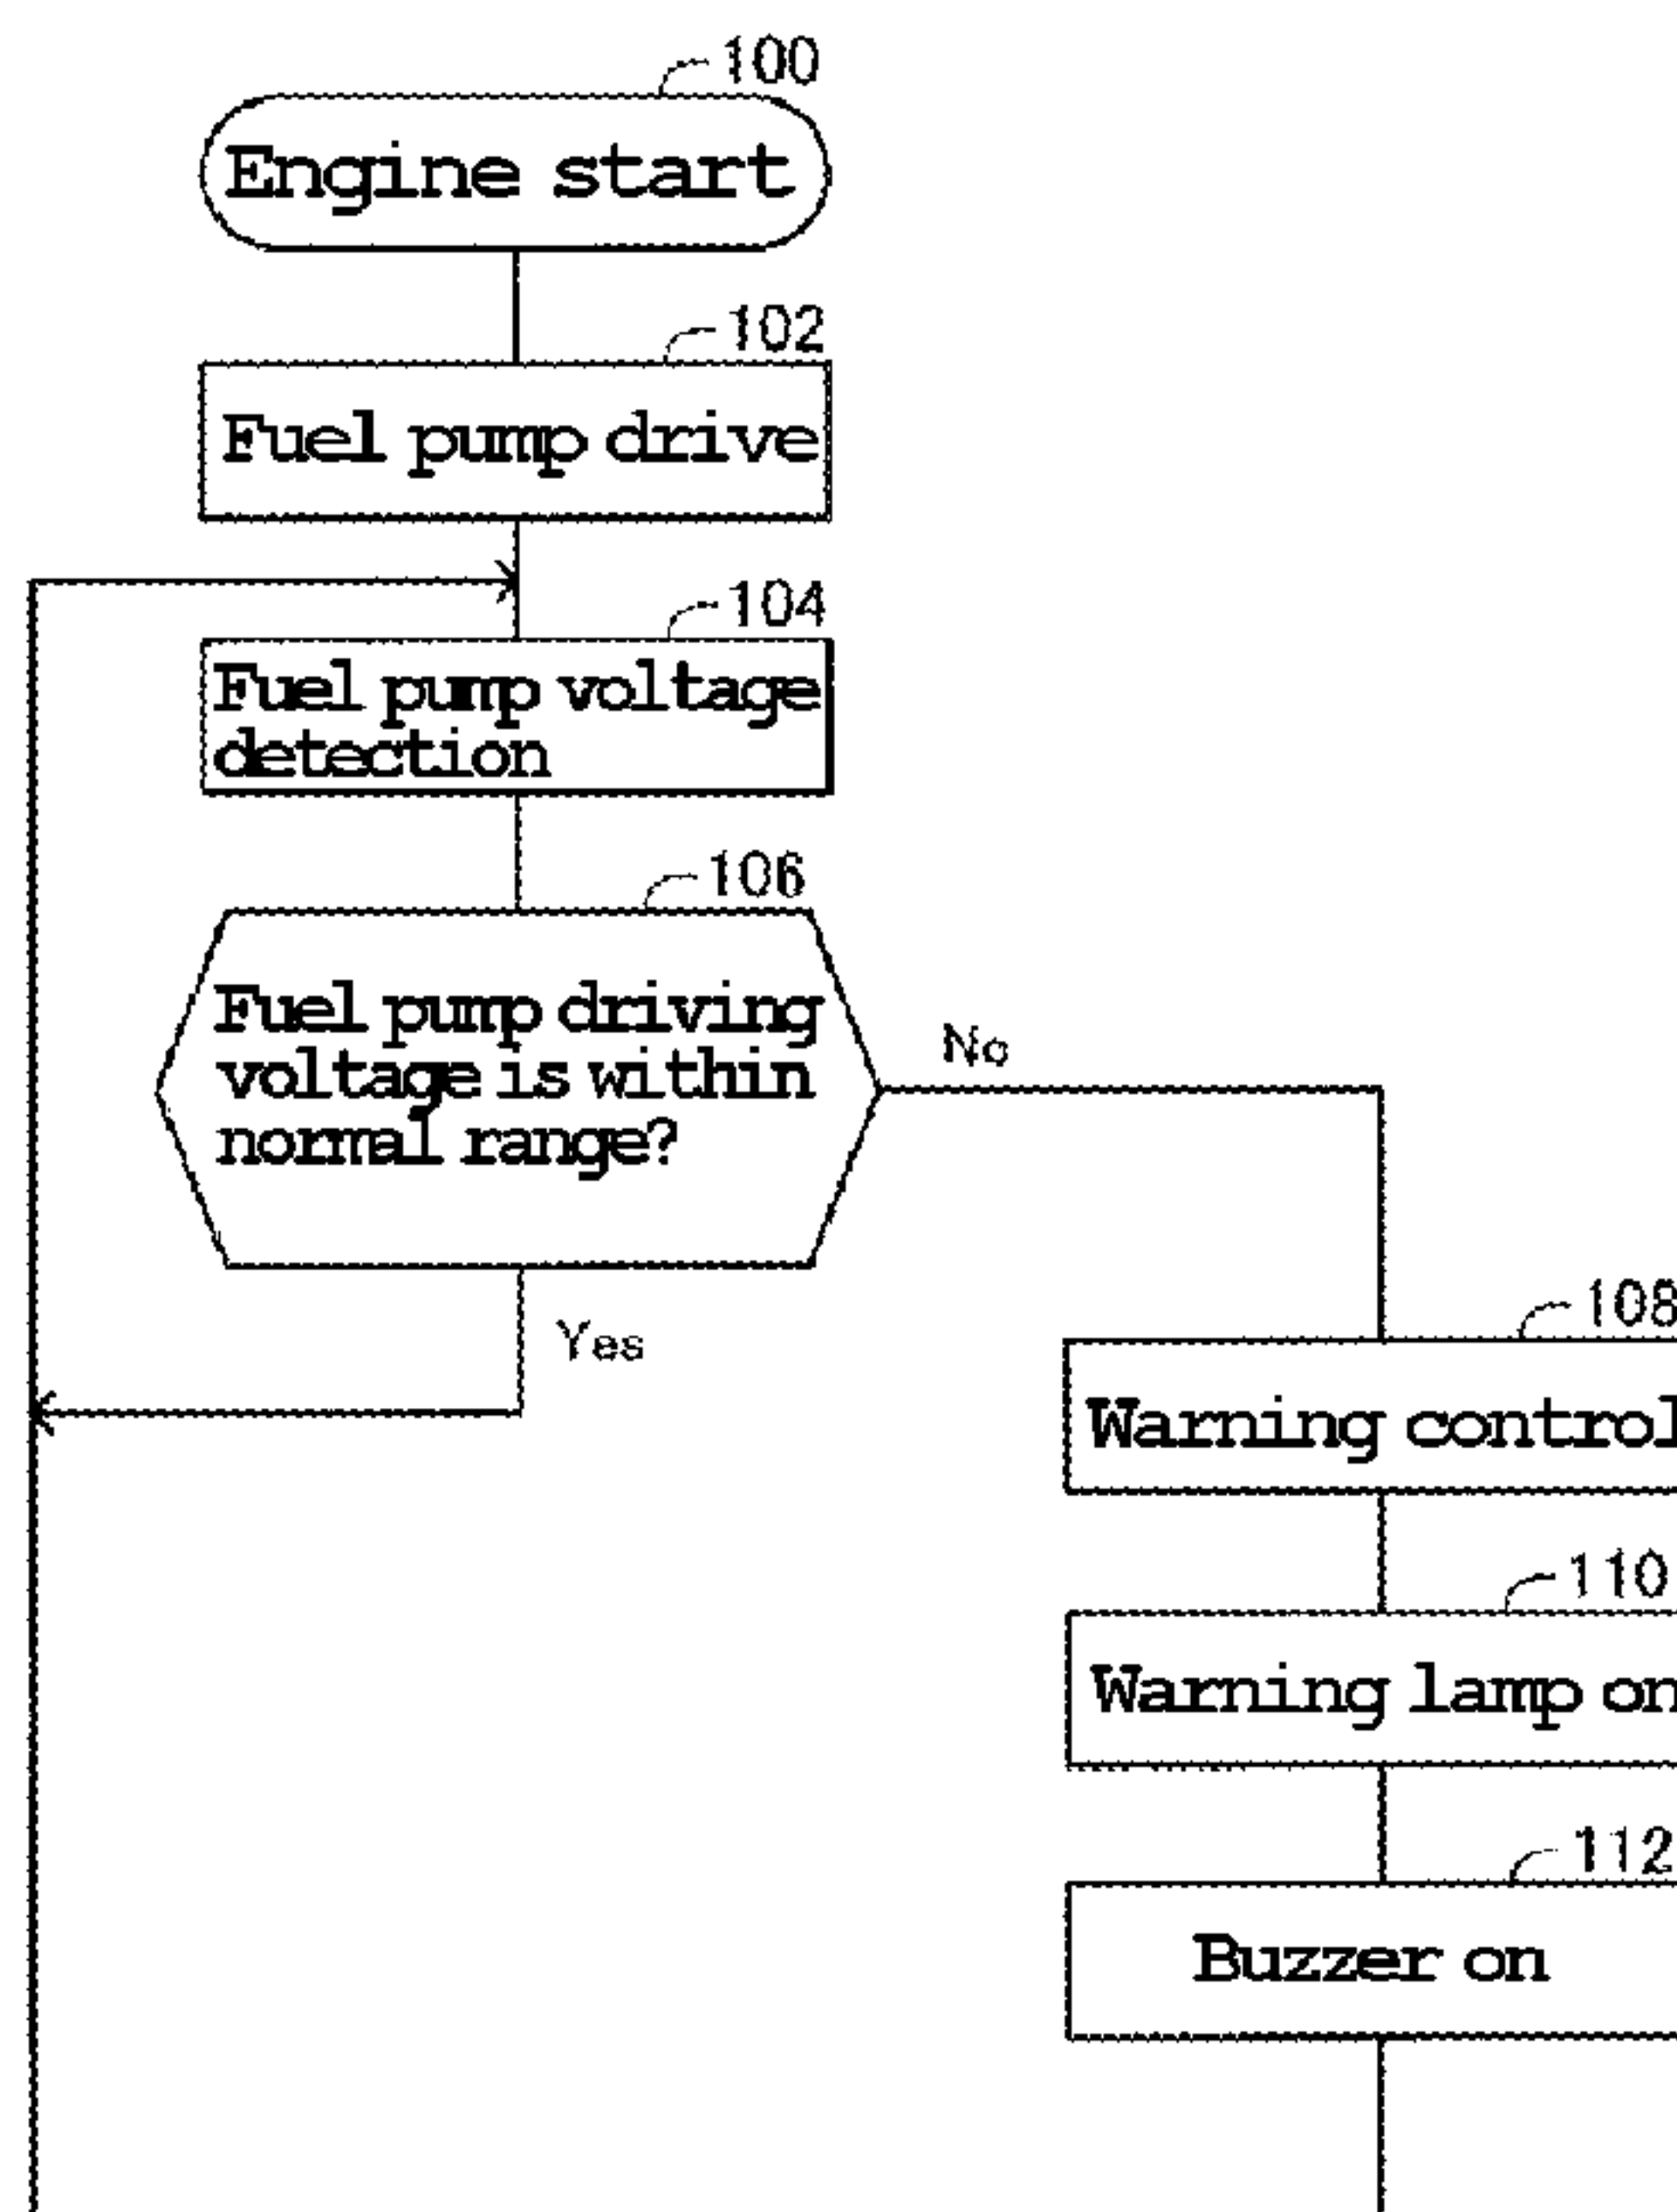 100
Engine start
102
Fuel pump drive
104
Fuel pump voltage
detection
106
Fuel pump driving
voltage is within
normal range?
No
Yes
108
Warning control
110
Warning lamp on
112
Buzzer on